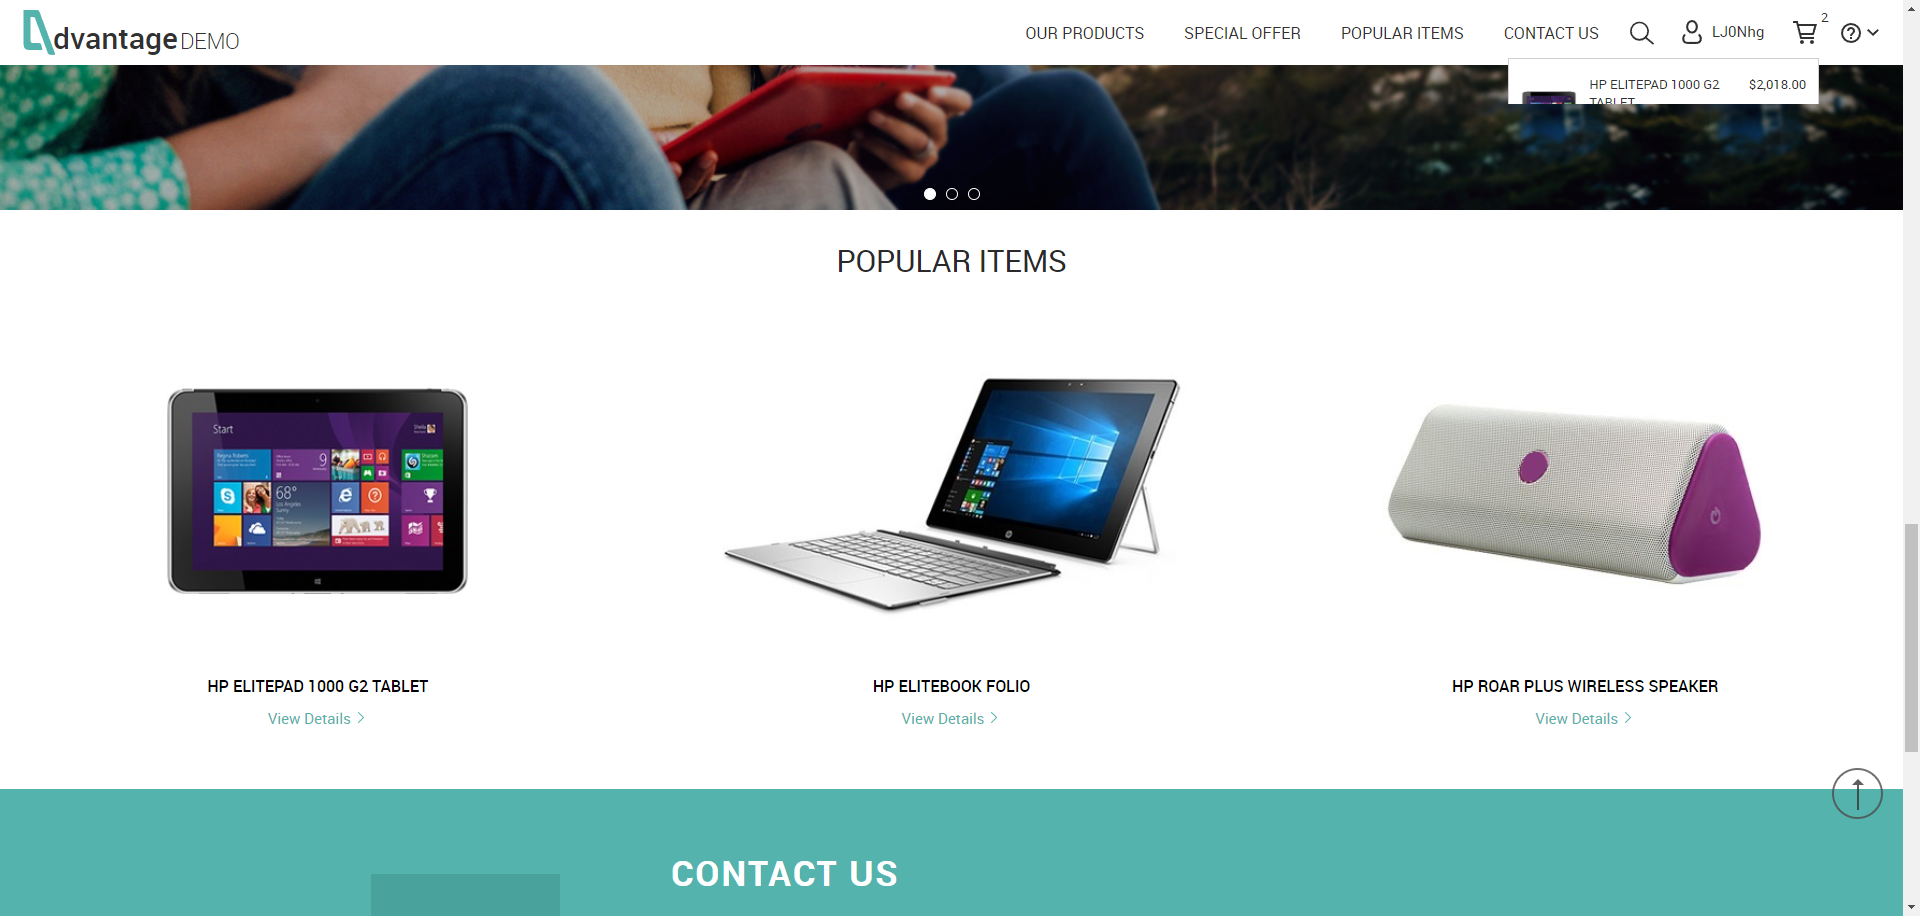 dvantage DEMO
OUR PRODUCTS
SPECIAL OFFER
POPULAR ITEMS
CONTACT US
LJ0Nhg
2
HP ELITEPAD 1000 G2 $2,018.00
TABLET
POPULAR ITEMS
Start
68°
9
HP ELITEPAD 1000 G2 TABLET
View Details
HP ELITEBOOK FOLIO
View Details
HP ROAR PLUS WIRELESS SPEAKER
View Details
CONTACT US